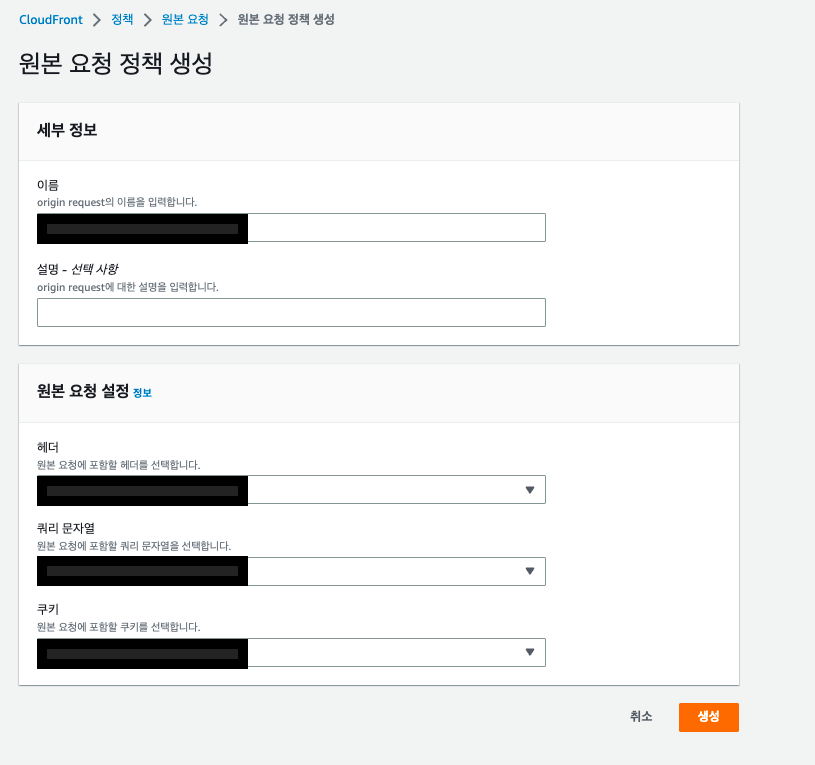 CloudFront > 정책 > 원본 요청 > 원본 요청 정책 생성
원본 요청 정책 생성
세부 정보
이름
origin request의 이름을 입력합니다.
설명 - 선택 사항
origin request에 대한 설명을 입력합니다.
원본 요청 설정 정보
헤더
원본 요청에 포함할 헤더를 선택합니다.
쿼리 문자열
원본 요청에 포함할 쿼리 문자열을 선택합니다.
쿠키
원본 요청에 포함할 쿠키를 선택합니다.
취소 생성